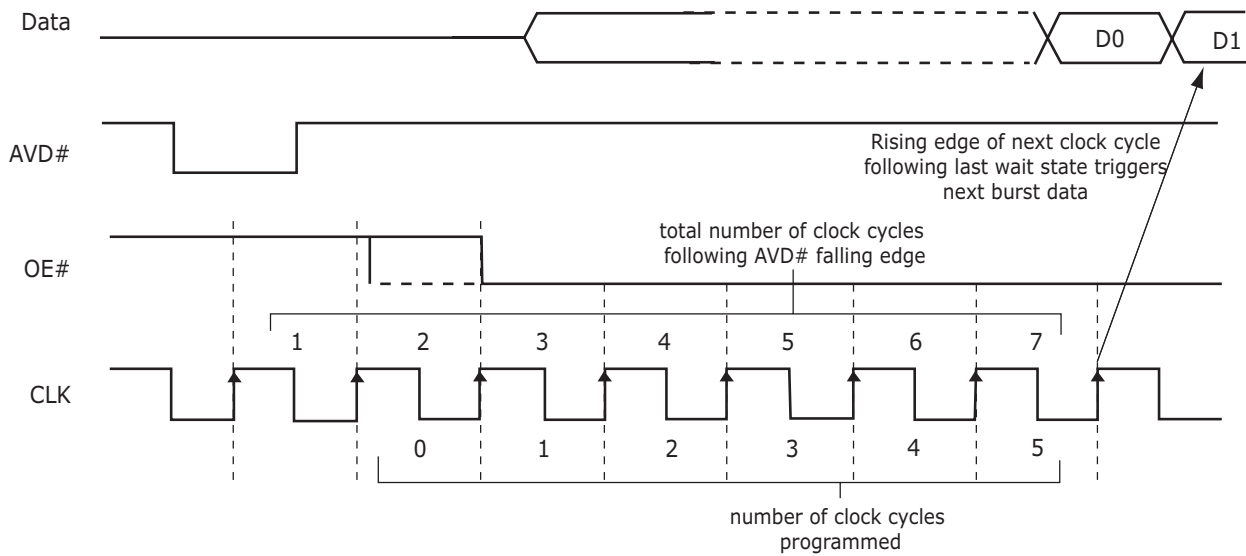 Data
D0
D1
AVD#
Rising edge of next clock cycle
following last wait state triggers
next burst data
total number of clock cycles
following AVD# falling edge
OE#
1 2 3 4 5 6 7
CLK
0 1 2 3 4 5
number of clock cycles
programmed